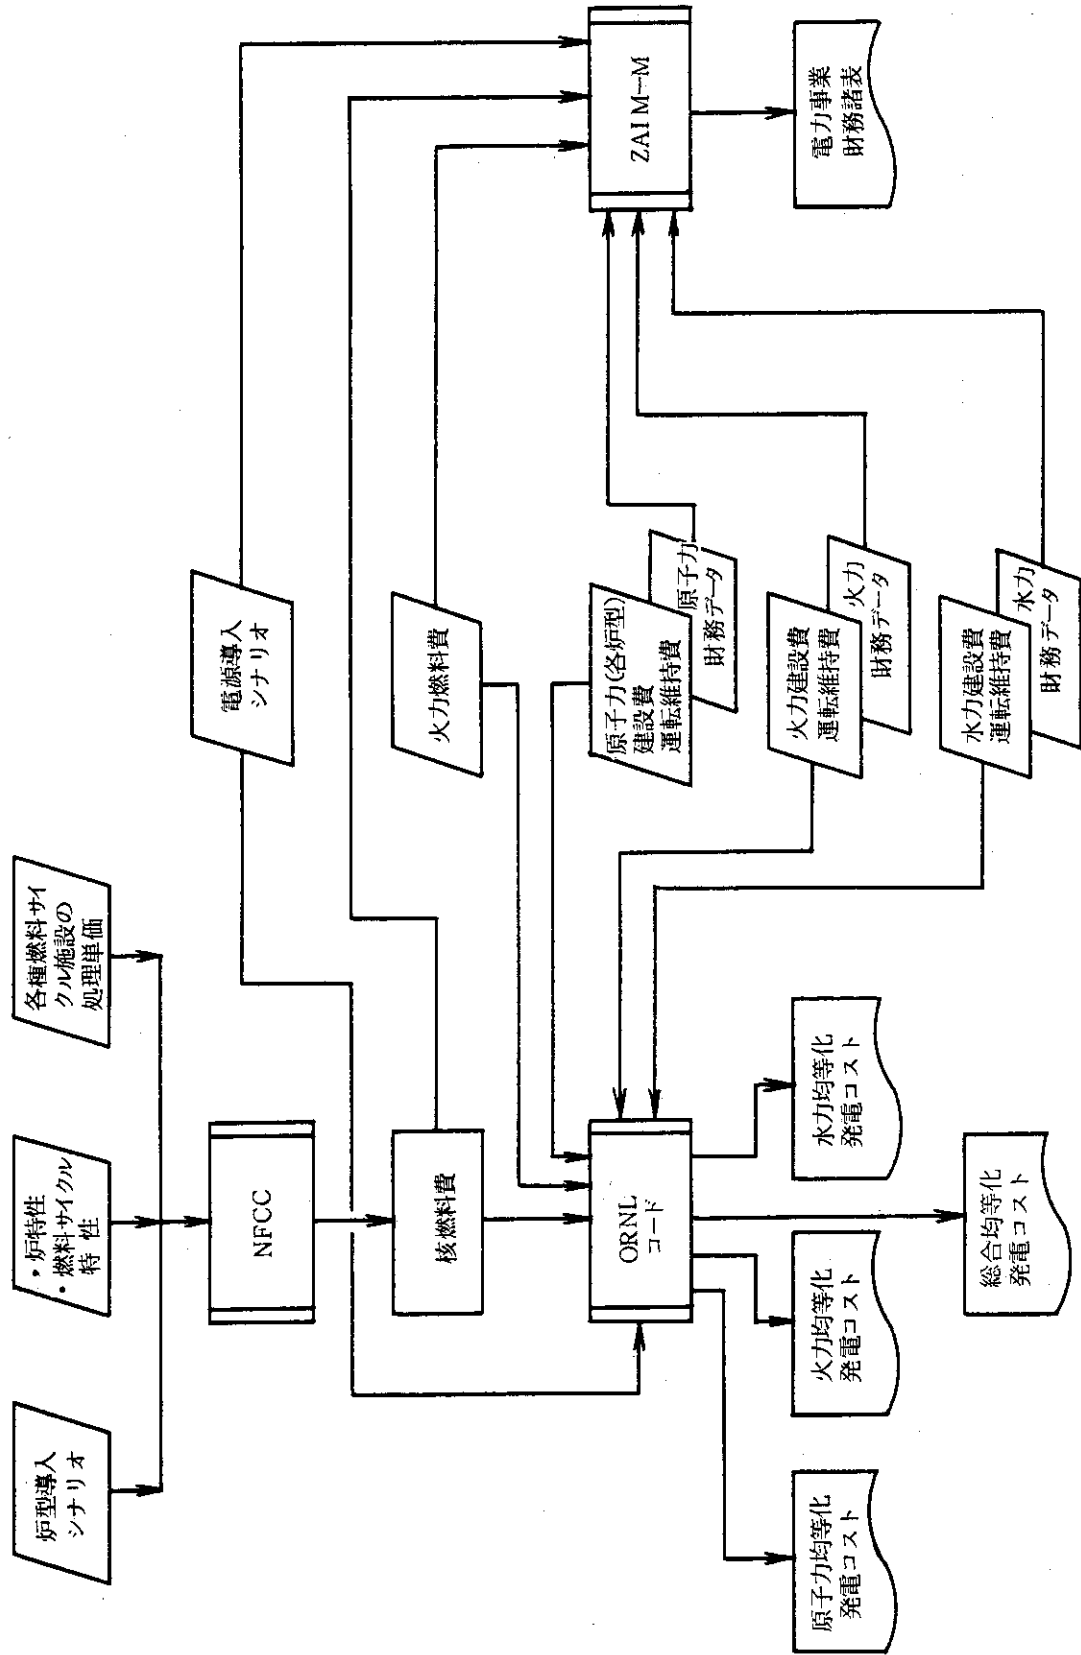 炉型導入
シナリオ
・炉特性
・燃料サイクル
特 性
各種燃料サイ
クル施設の
処理単価
NFCC
電源導入
シナリオ
核燃料費
火力燃料費
ORNL
コード
原子力(各炉型)
建設費
運転維持費
原子力
財務データ
ZAIM-M
火力建設費
運転維持費
火力
財務データ
水力建設費
運転維持費
水力
財務データ
原子力均等化
発電コスト
火力均等化
発電コスト
水力均等化
発電コスト
電力事業
財務諸表
総合均等化
発電コスト